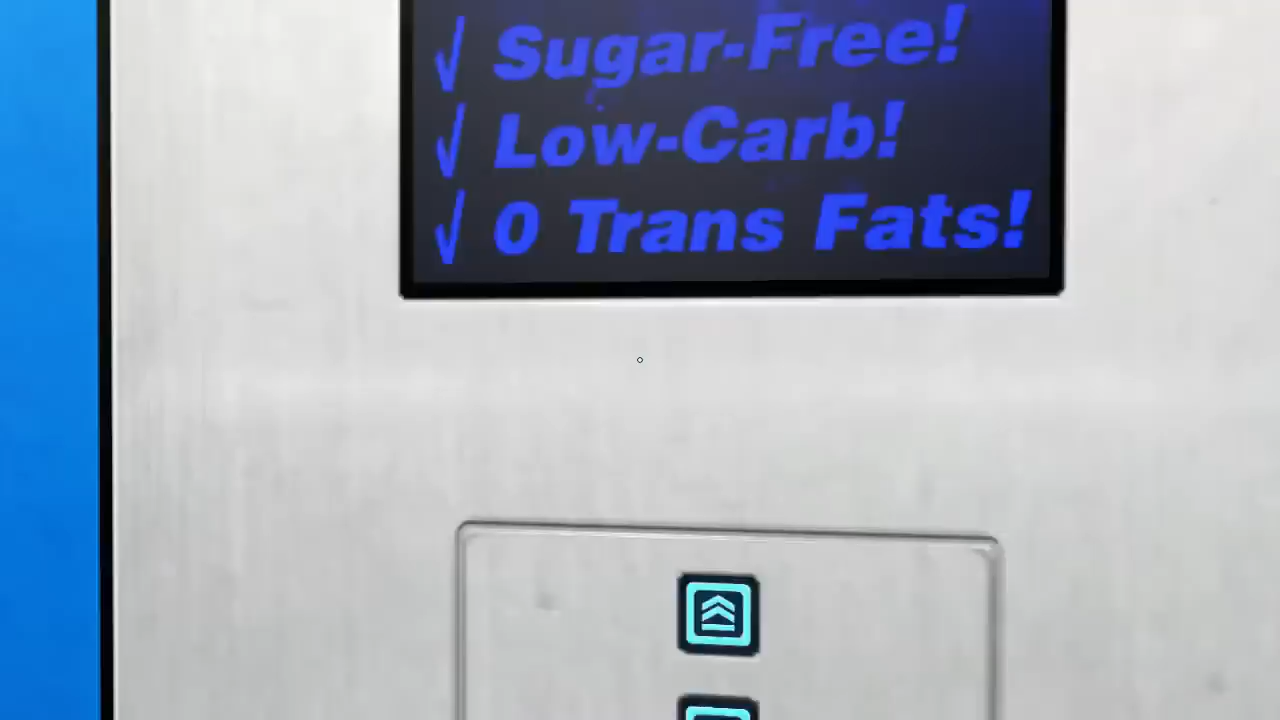 √ Sugar-Free!
√ Low-Carb!
√ 0 Trans Fats!